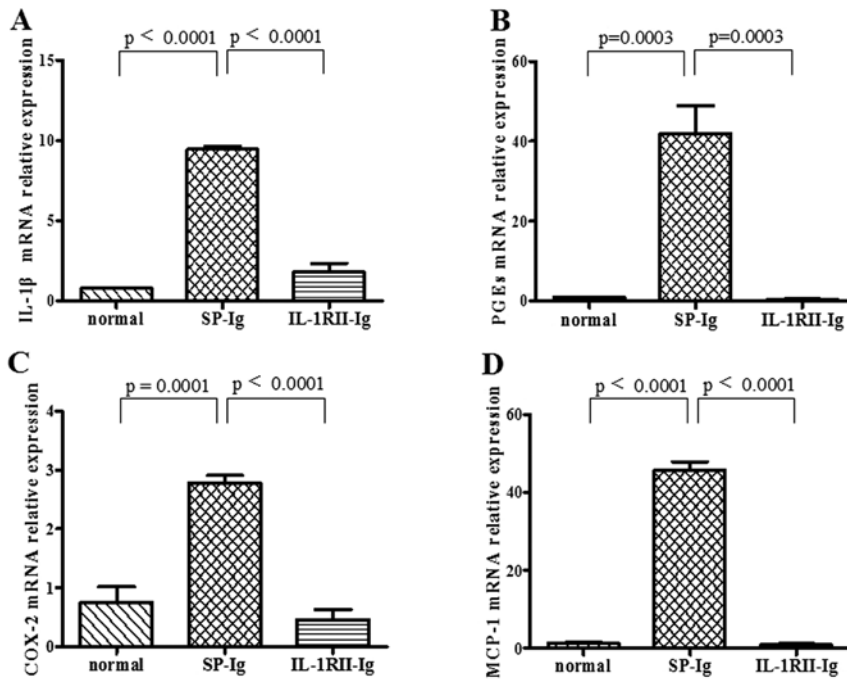 A
p < 0.0001
p < 0.0001
IL-1β mRNA relative expression
15
10
5
0
normal
SP-Ig
IL-1RII-Ig
B
p=0.0003
p=0.0003
PGEs mRNA relative expression
60
40
20
0
normal
SP-Ig
IL-1RII-Ig
C
p = 0.0001
p < 0.0001
COX-2 mRNA relative expression
4
3
2
1
0
normal
SP-Ig
IL-1RII-Ig
D
p < 0.0001
p < 0.0001
MCP-1 mRNA relative expression
60
40
20
0
normal
SP-Ig
IL-1RII-Ig